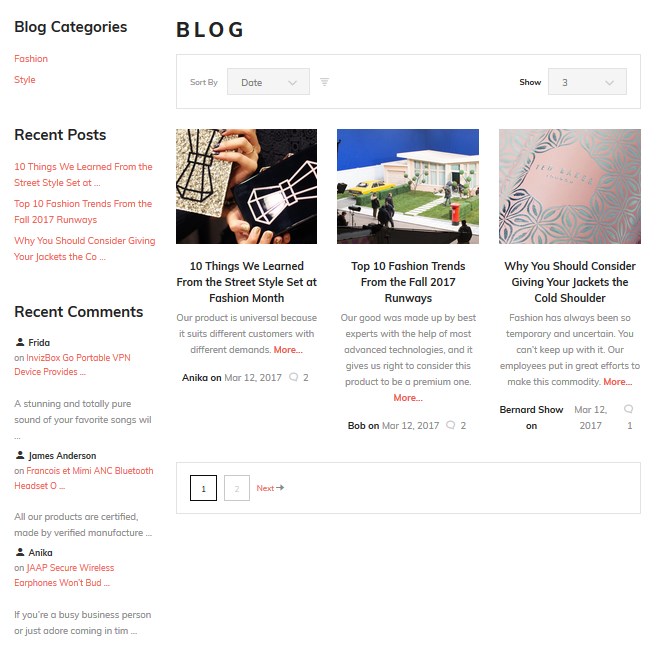 Blog Categories
Fashion
Style
Recent Posts
10 Things We Learned From the
Street Style Set at ...
Top 10 Fashion Trends From the
Fall 2017 Runways
Why You Should Consider Giving
Your Jackets the Co ...
Recent Comments
Frida
on InvizBox Go Portable VPN
Device Provides ...
A stunning and totally pure
sound of your favorite songs wil
...
James Anderson
on Francois et Mimi ANC Bluetooth
Headset O ...
All our products are certified,
made by verified manufacture ...
Anika
on JAAP Secure Wireless
Earphones Won't Bud ...
If you're a busy business person
or just adore coming in tim ...
BLOG
Sort By Date
Show 3
10 Things We Learned
From the Street Style Set at
Fashion Month
Our product is universal because
it suits different customers with
different demands. More...
Anika on Mar 12, 2017 2
Top 10 Fashion Trends
From the Fall 2017
Runways
Our good was made up by best
experts with the help of most
advanced technologies, and it
gives us right to consider this
product to be a premium one.
More...
Bob on Mar 12, 2017 2
TED BAKER
LONDON
Why You Should Consider
Giving Your Jackets the
Cold Shoulder
Fashion has always been so
temporary and uncertain. You
can't keep up with it. Our
employees put in great efforts to
make this commodity. More...
Bernard Show on Mar 12, 2017 1
1 2 Next